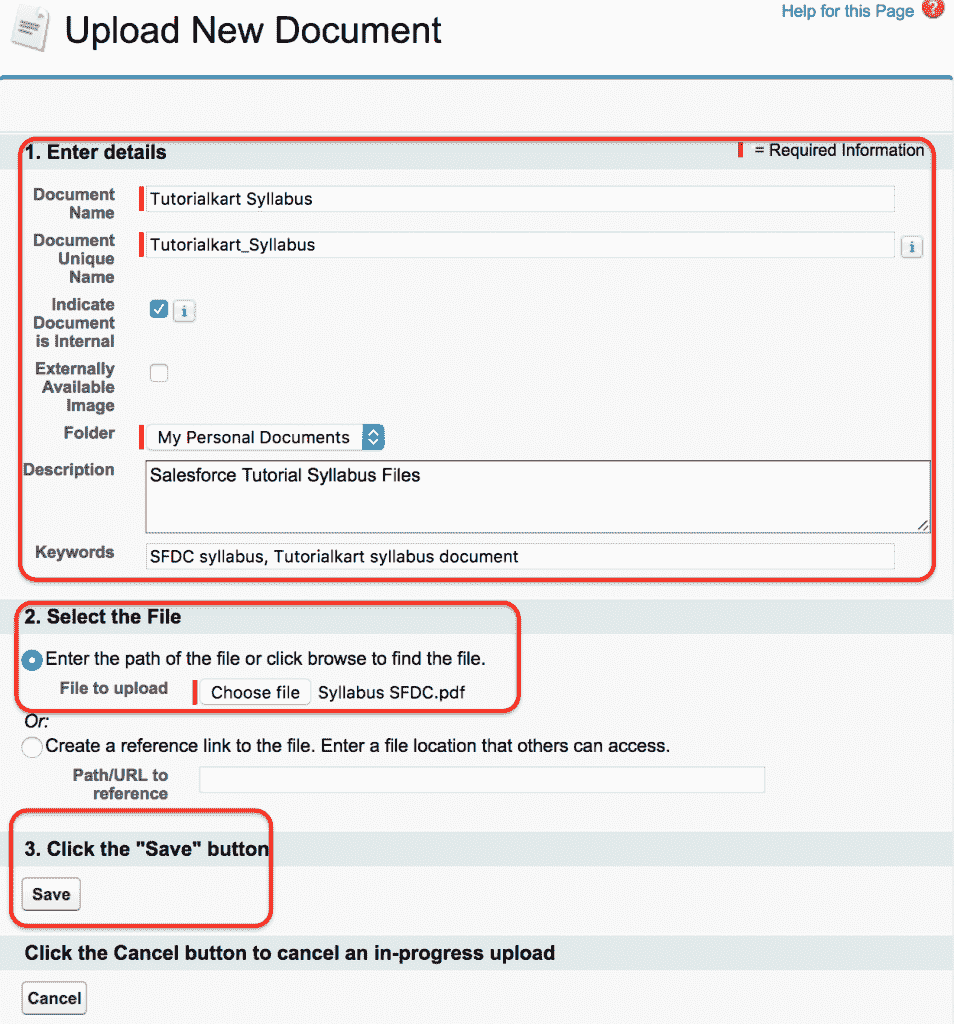 Help for this Page ?
Upload New Document
1. Enter details
= Required Information
Document
Name
Tutorialkart Syllabus
Document
Unique
Name
Tutorialkart_Syllabus
i
Indicate
Document
is Internal
i
Externally
Available
Image
Folder
My Personal Documents
Description
Salesforce Tutorial Syllabus Files
Keywords
SFDC syllabus, Tutorialkart syllabus document
2. Select the File
Enter the path of the file or click browse to find the file.
File to upload
Choose file
Syllabus SFDC.pdf
Or:
Create a reference link to the file. Enter a file location that others can access.
Path/URL to
reference
3. Click the "Save" button
Save
Click the Cancel button to cancel an in-progress upload
Cancel